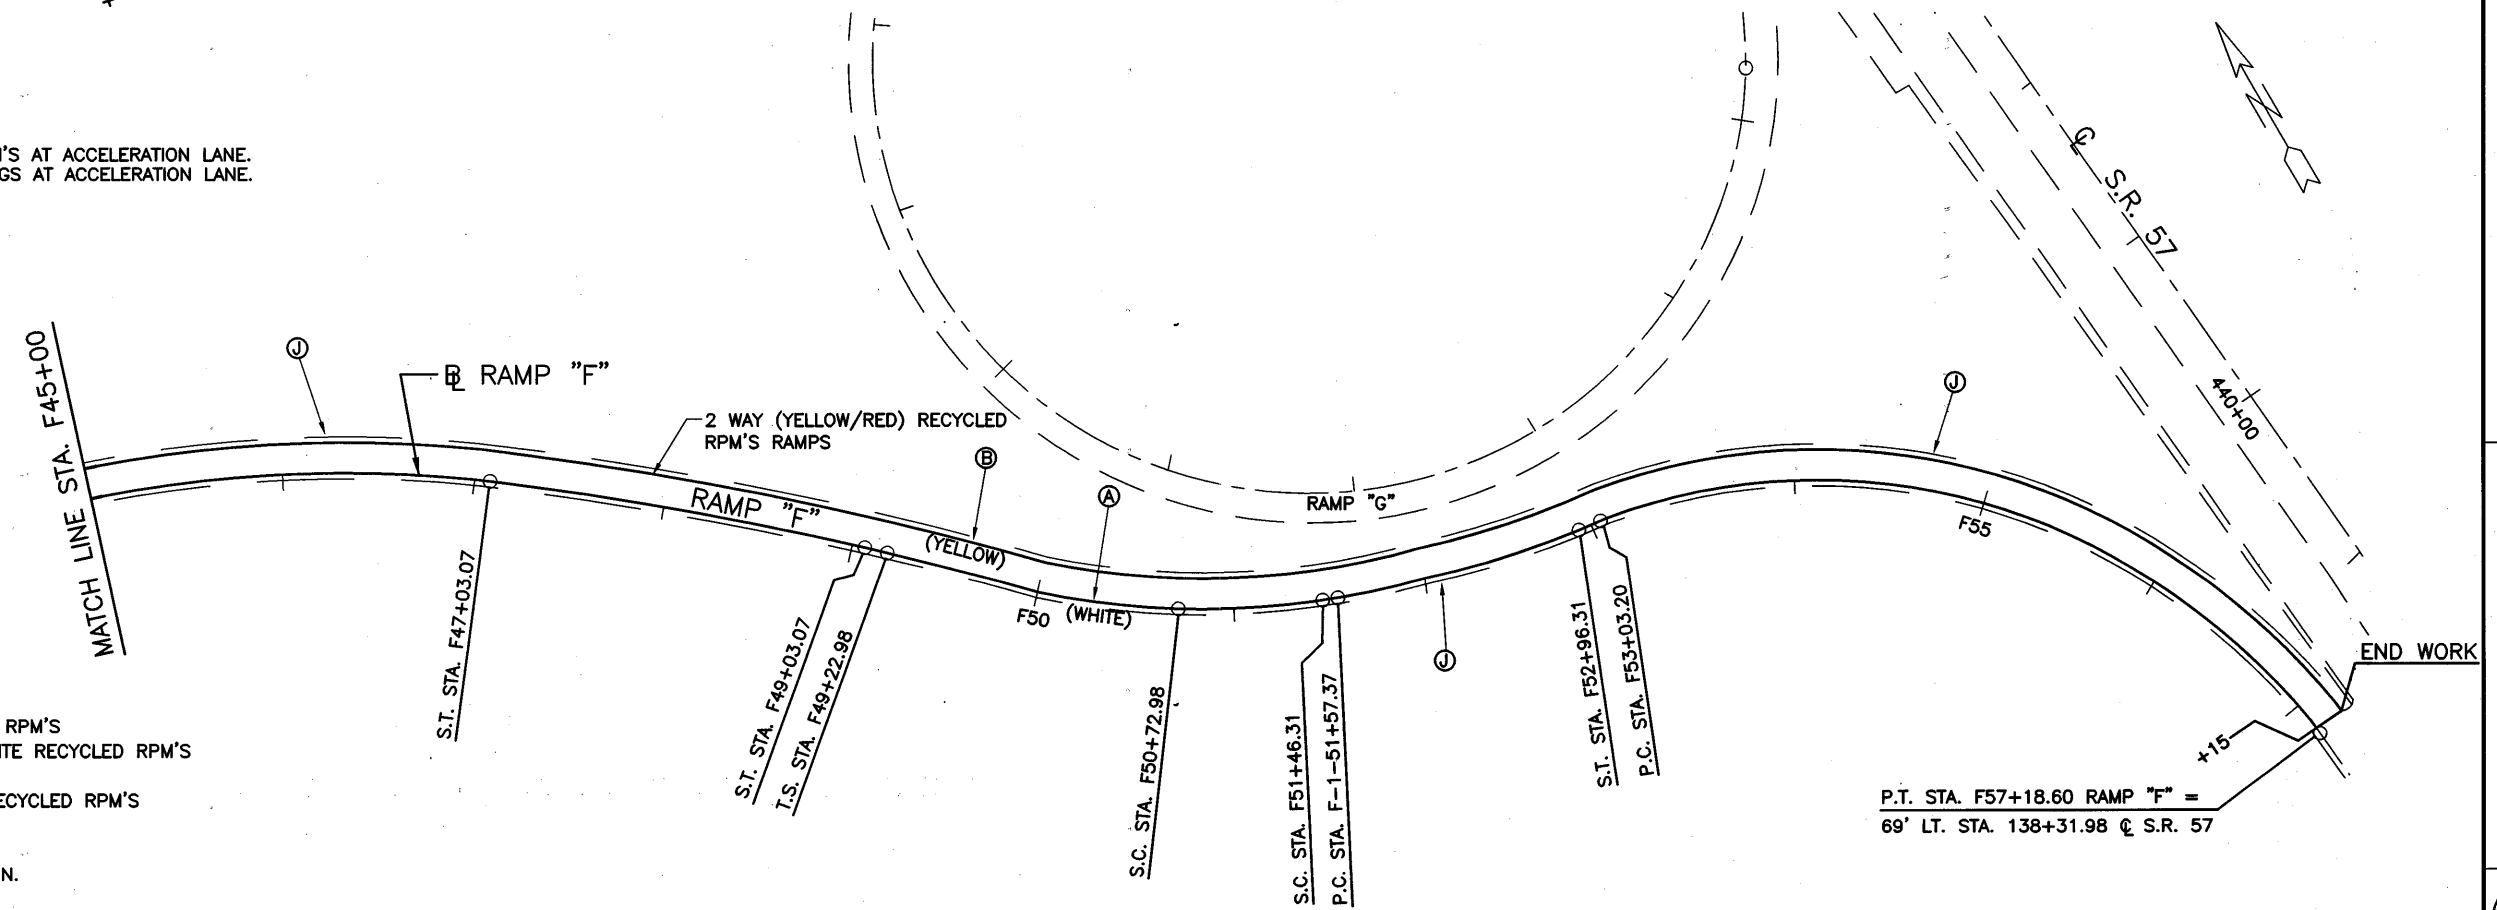 'S AT ACCELERATION LANE.
GS AT ACCELERATION LANE.
℄ S.R. 57
440+00
MATCH LINE STA. F45+00
J
℄ RAMP "F"
2 WAY (YELLOW/RED) RECYCLED
RPM'S RAMPS
B
A
RAMP "F"
(YELLOW)
F50 (WHITE)
RAMP "G"
J
F55
J
S.T. STA. F47+03.07
S.T. STA. F49+03.07
T.S. STA. F49+22.98
S.C. STA. F50+72.98
S.C. STA. F51+46.31
P.C. STA. F-1-51+57.37
S.T. STA. F52+96.31
P.C. STA. F53+03.20
END WORK
+15
P.T. STA. F57+18.60 RAMP "F" =
69' LT. STA. 138+31.98 ℄ S.R. 57
RPM'S
TE RECYCLED RPM'S
ECYCLED RPM'S
N.